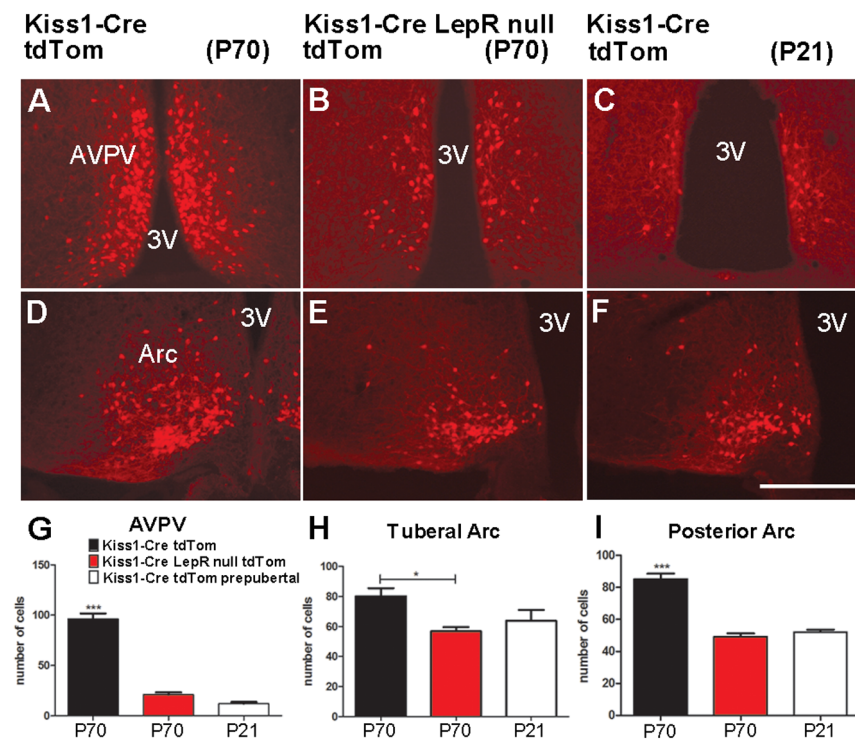 Kiss1-Cre
tdTom (P70)
Kiss1-Cre LepR null
tdTom (P70)
Kiss1-Cre
tdTom (P21)
A
AVPV
3V
B
3V
C
3V
D
3V
Arc
E
3V
F
3V
G AVPV
Kiss1-Cre tdTom
Kiss1-Cre LepR null tdTom
Kiss1-Cre tdTom prepubertal
number of cells
150
100
50
0
***
P70 P70 P21
H Tuberal Arc
number of cells
100
80
60
40
20
0
*
P70 P70 P21
I Posterior Arc
number of cells
100
80
60
40
20
0
***
P70 P70 P21